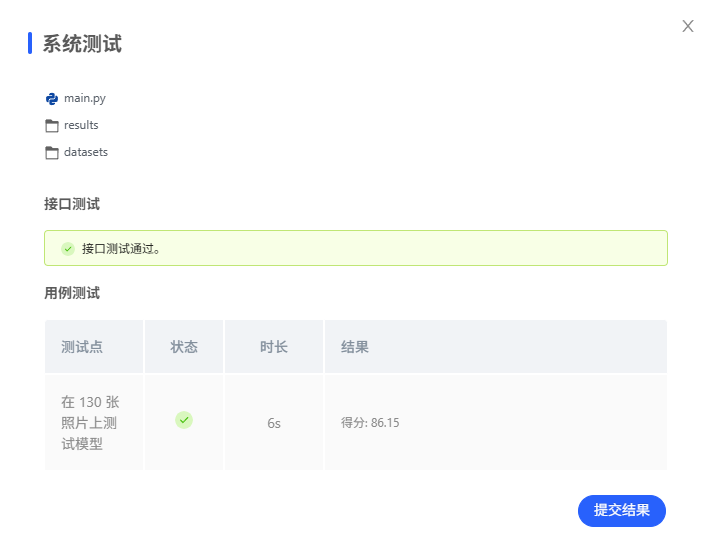 系统测试
main.py
results
datasets
接口测试
接口测试通过。
用例测试
测试点 状态 时长 结果
在 130 张
照片上测
试模型
6s
得分: 86.15
提交结果